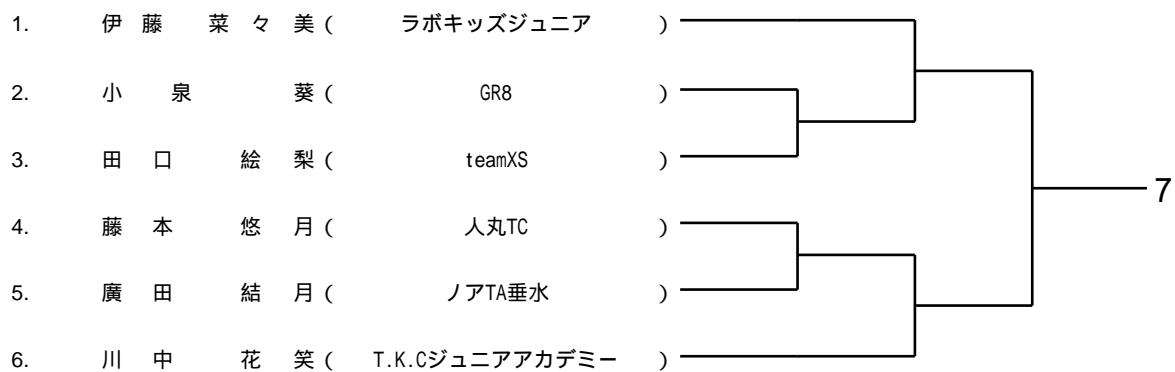 1. 伊藤 菜々美 ( ラボキッズジュニア )
2. 小泉 葵 ( GR8 )
3. 田口 絵梨 ( teamXS )
7
4. 藤本 悠月 ( 人丸TC )
5. 廣田 結月 ( ノアTA垂水 )
6. 川中 花笑 ( T.K.Cジュニアアカデミー )